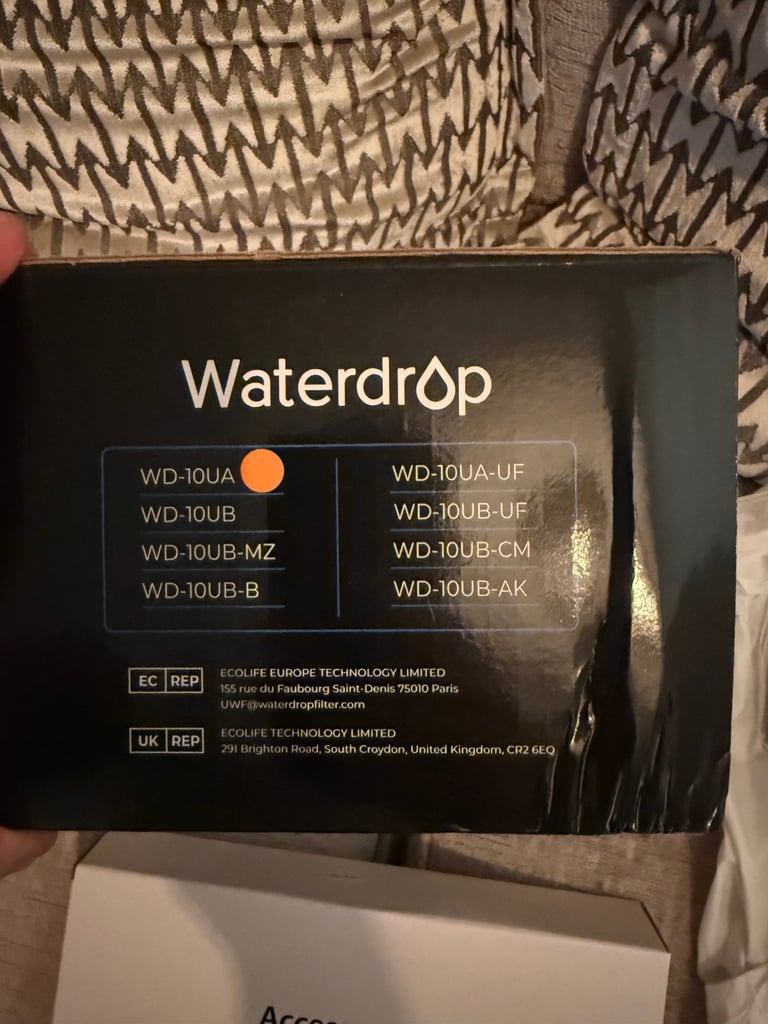 Waterdrop
WD-10UA
WD-10UB
WD-10UB-MZ
WD-10UB-B
WD-10UA-UF
WD-10UB-UF
WD-10UB-CM
WD-10UB-AK
EC REP
ECOLIFE EUROPE TECHNOLOGY LIMITED
155 rue du Faubourg Saint-Denis 75010 Paris
UWF@waterdropfilter.com
UK REP
ECOLIFE TECHNOLOGY LIMITED
291 Brighton Road, South Croydon, United Kingdom, CR2 6EQ